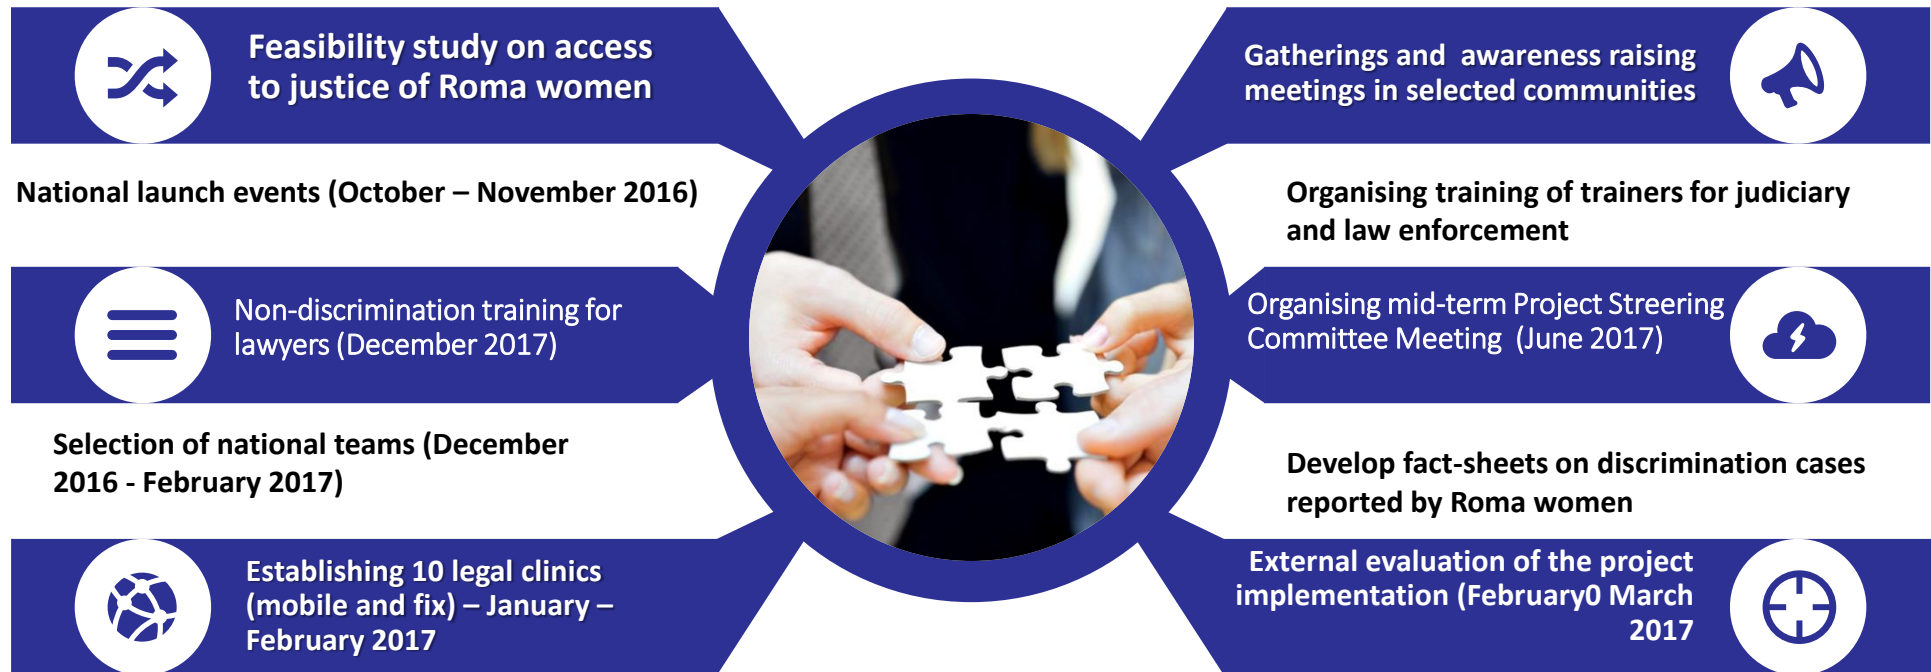 Feasibility study on access
to justice of Roma women
National launch events (October – November 2016)
Non-discrimination training for
lawyers (December 2017)
Selection of national teams (December
2016 - February 2017)
Establishing 10 legal clinics
(mobile and fix) – January –
February 2017
Gatherings and  awareness raising
meetings in selected communities
Organising training of trainers for judiciary
and law enforcement
Organising mid-term Project Streering
Committee Meeting  (June 2017)
Develop fact-sheets on discrimination cases
reported by Roma women
External evaluation of the project
implementation (February0 March
2017